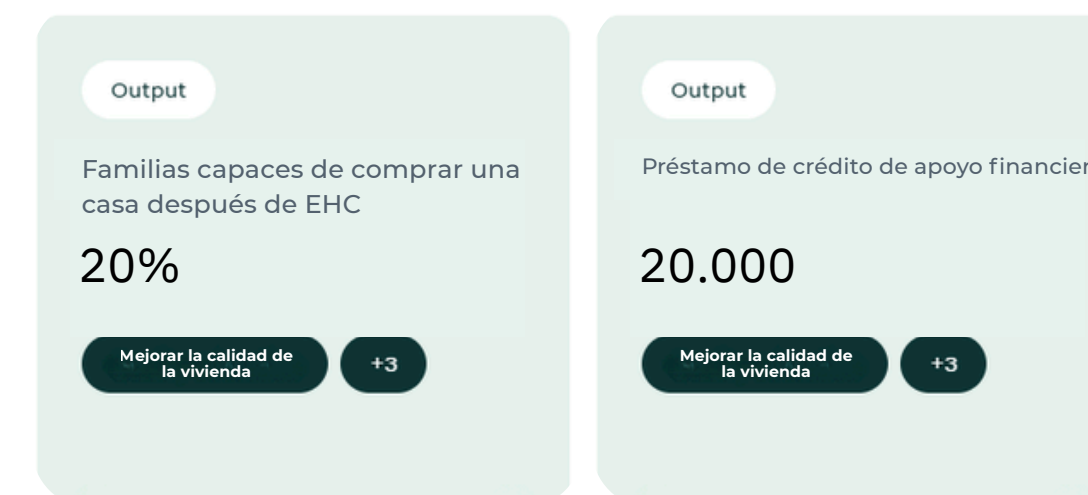 Output
Familias capaces de comprar una
casa después de EHC
20%
Mejorar la calidad de
la vivienda
+3
Output
Préstamo de crédito de apoyo financier
20.000
Mejorar la calidad de
la vivienda
+3